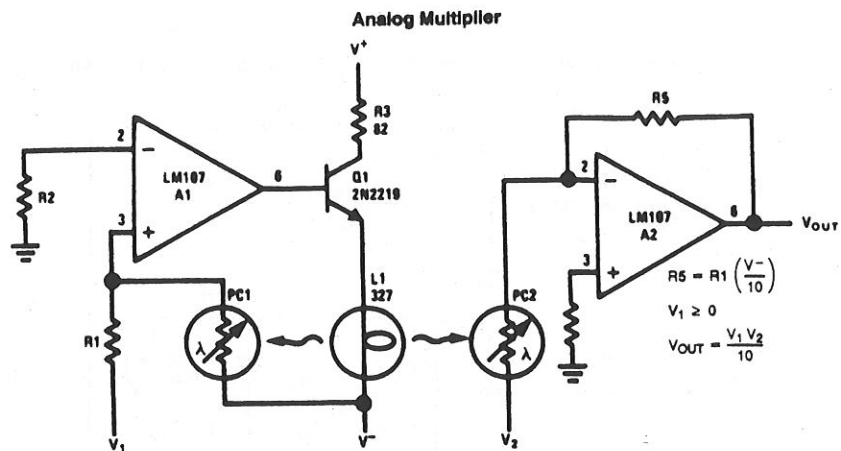 Analog Multiplier
V+
R3
82
2
−
LM107
A1
6
Q1
2N2219
R2
3
+
R1
PC1
λ
L1
327
V1
V−
R5
2
−
LM107
A2
6
VOUT
3
+
PC2
λ
V2
R5 = R1 (V−/10)
V1 ≥ 0
VOUT = V1 V2/10